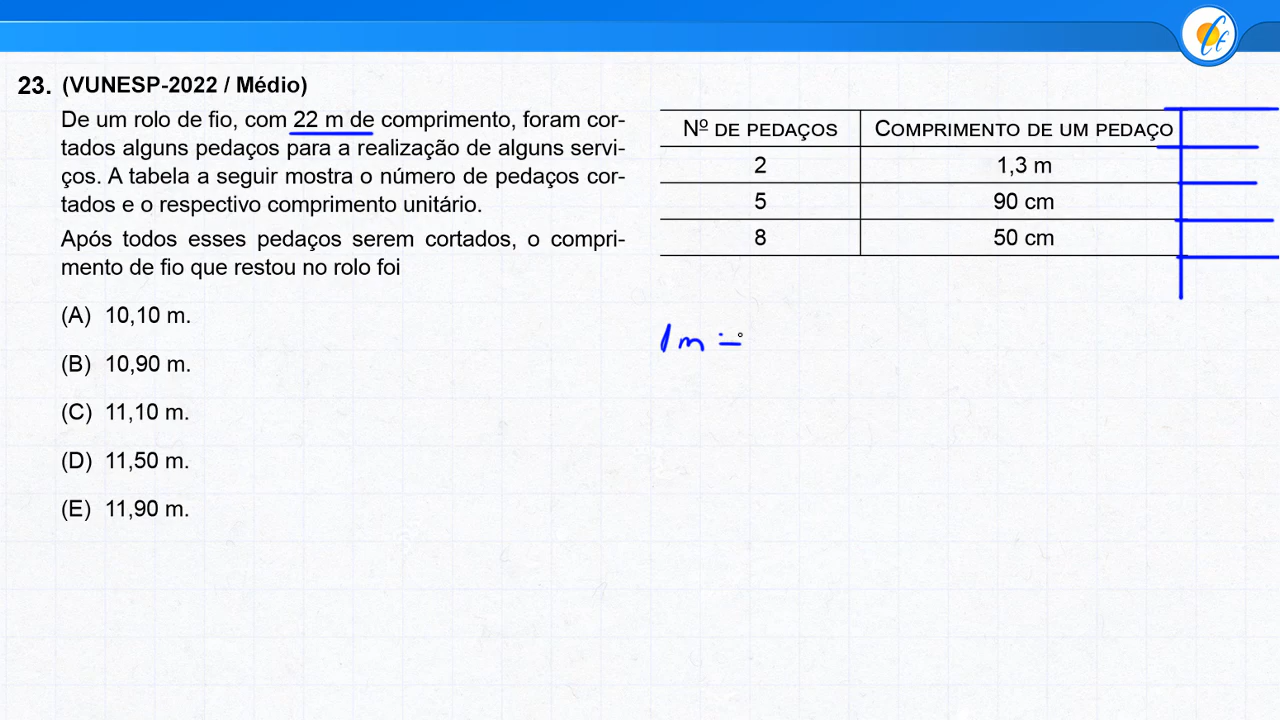 23. (VUNESP-2022 / Médio)
De um rolo de fio, com 22 m de comprimento, foram cor-
tados alguns pedaços para a realização de alguns servi-
ços. A tabela a seguir mostra o número de pedaços cor-
tados e o respectivo comprimento unitário.
Após todos esses pedaços serem cortados, o compri-
mento de fio que restou no rolo foi
(A) 10,10 m.
(B) 10,90 m.
(C) 11,10 m.
(D) 11,50 m.
(E) 11,90 m.
Nº DE PEDAÇOS COMPRIMENTO DE UM PEDAÇO
2 1,3 m
5 90 cm
8 50 cm
1m =